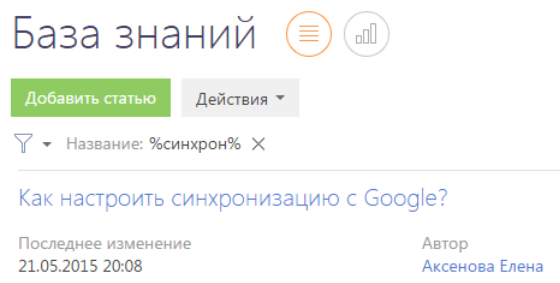 База знаний
Добавить статью Действия
Название: %синхрон%
Как настроить синхронизацию с Google?
Последнее изменение Автор
21.05.2015 20:08 Аксенова Елена